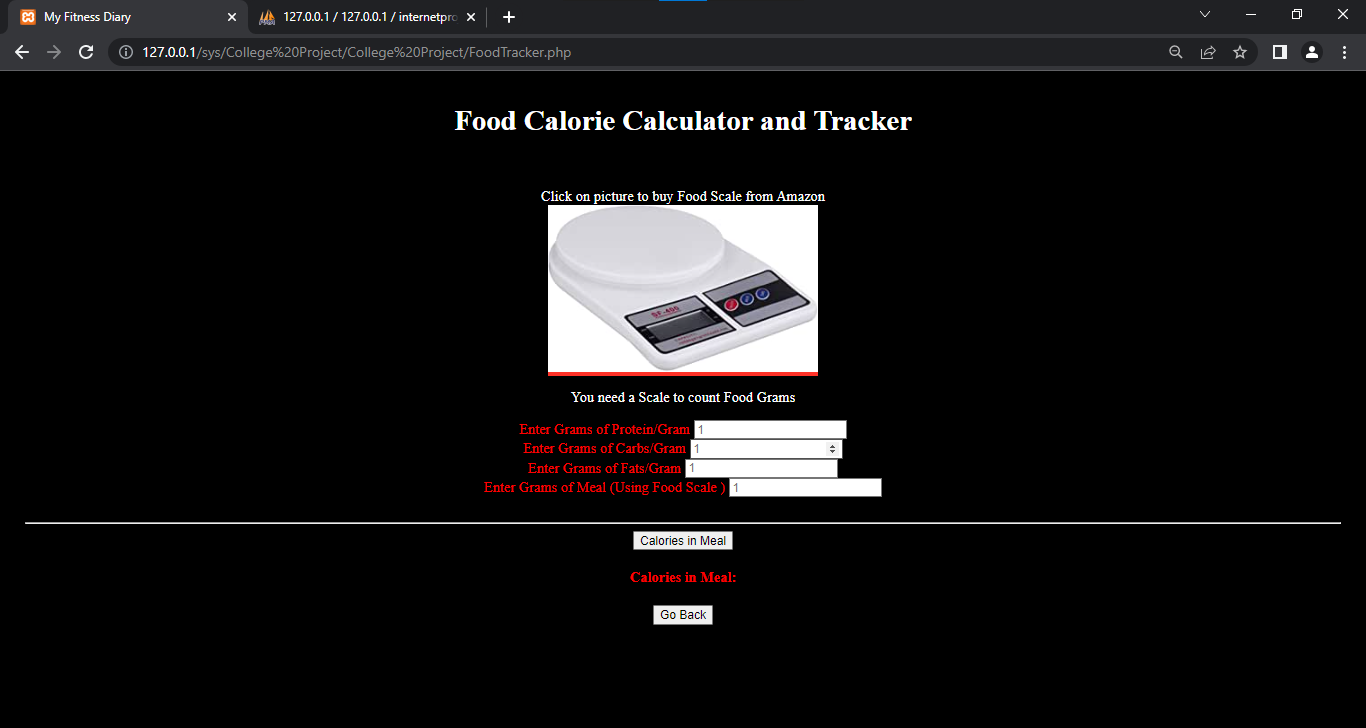 My Fitness Diary
127.0.0.1 / 127.0.0.1 / internetpro
127.0.0.1/sys/College%20Project/College%20Project/FoodTracker.php
Food Calorie Calculator and Tracker
Click on picture to buy Food Scale from Amazon
SF-400
You need a Scale to count Food Grams
Enter Grams of Protein/Gram 1
Enter Grams of Carbs/Gram 1
Enter Grams of Fats/Gram 1
Enter Grams of Meal (Using Food Scale ) 1
Calories in Meal
Calories in Meal:
Go Back